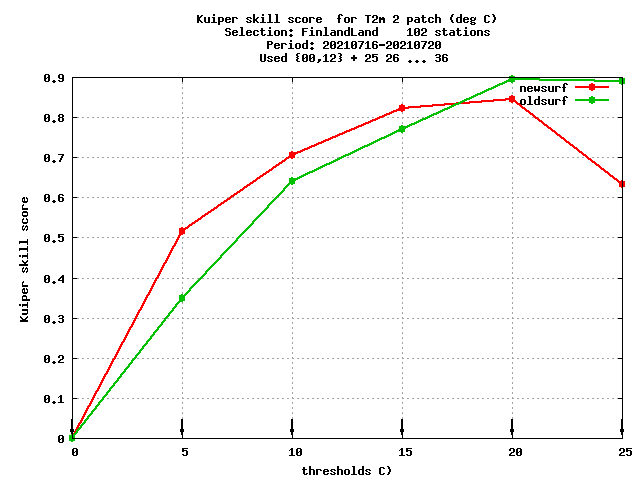 Kuiper skill score for T2m 2 patch (deg C)
Selection: FinlandLand 102 stations
Period: 20210716-20210720
Used {00,12} + 25 26 ... 36
newsurf
oldsurf
Kuiper skill score
0.9
0.8
0.7
0.6
0.5
0.4
0.3
0.2
0.1
0
0 5 10 15 20 25
thresholds C)